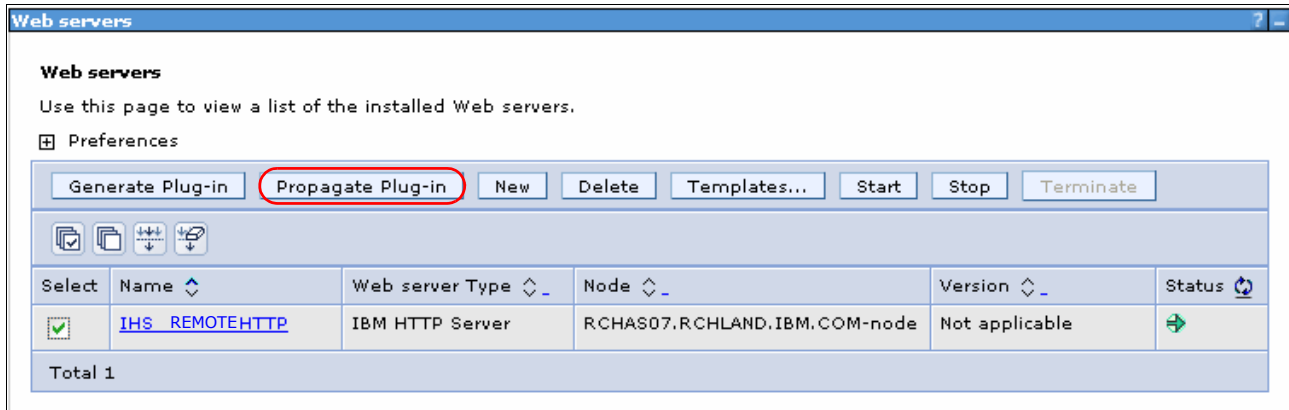 Web servers ? _
Web servers
Use this page to view a list of the installed Web servers.
+ Preferences
Generate Plug-in Propagate Plug-in New Delete Templates... Start Stop Terminate
Select Name Web server Type Node Version Status
IHS_REMOTEHTTP IBM HTTP Server RCHAS07.RCHLAND.IBM.COM-node Not applicable
Total 1